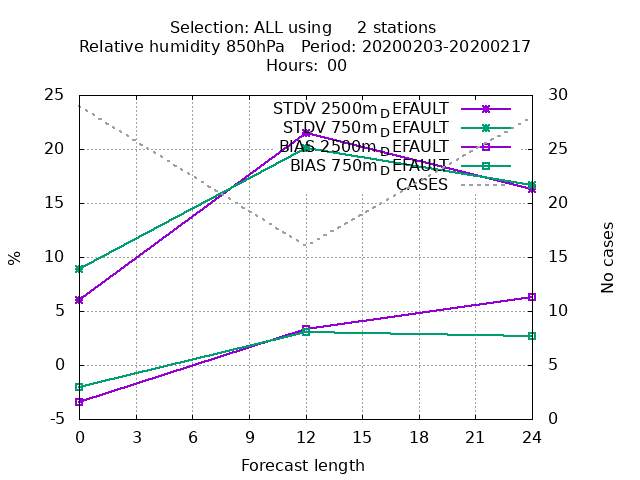 Selection: ALL using     2 stations
Relative humidity 850hPa   Period: 20200203-20200217
Hours: 00
25
20
15
10
5
0
-5
%
30
25
20
15
10
5
0
No cases
STDV 2500m_DEFAULT
STDV 750m_DEFAULT
BIAS 2500m_DEFAULT
BIAS 750m_DEFAULT
CASES
0 3 6 9 12 15 18 21 24
Forecast length